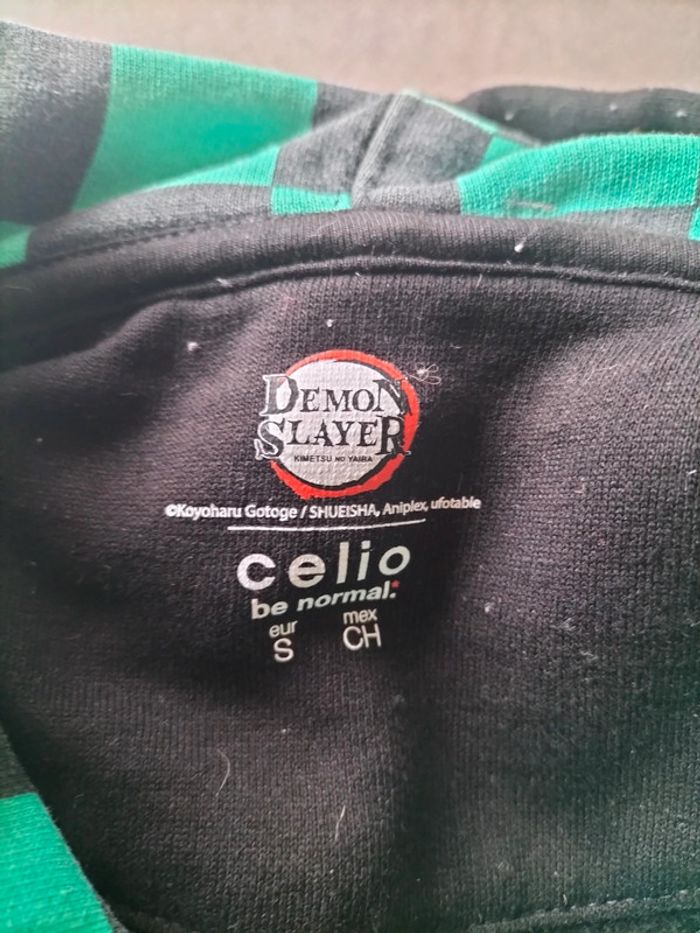 DEMON
SLAYER
KIMETSU NO YAIBA
©Koyoharu Gotoge / SHUEISHA, Aniplex, ufotable
celio
be normal.*
eur mex
S CH